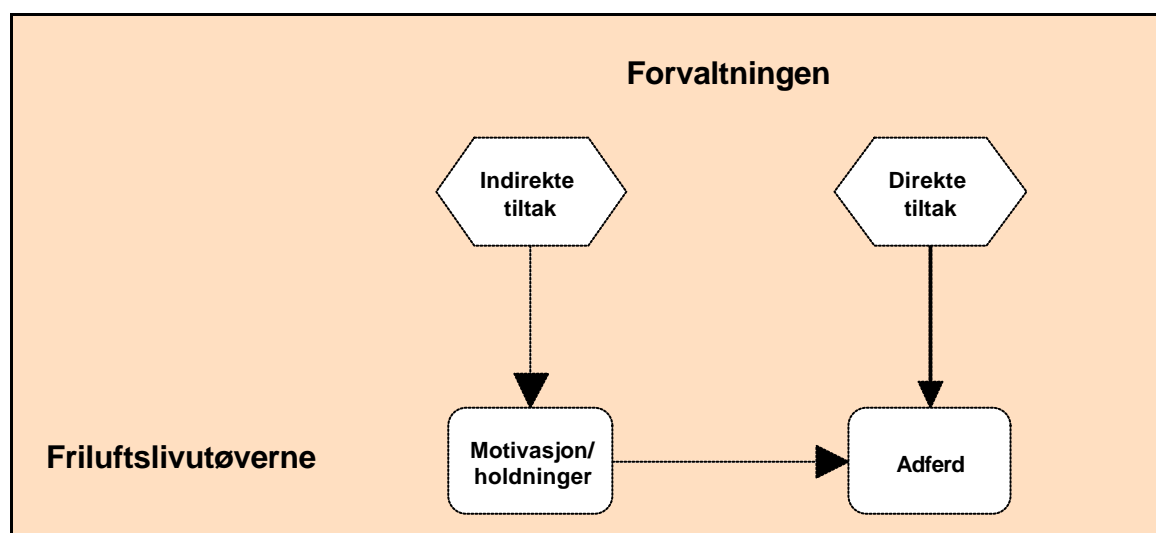 Forvaltningen
Indirekte
tiltak
Direkte
tiltak
Friluftslivutøverne
Motivasjon/
holdninger
Adferd